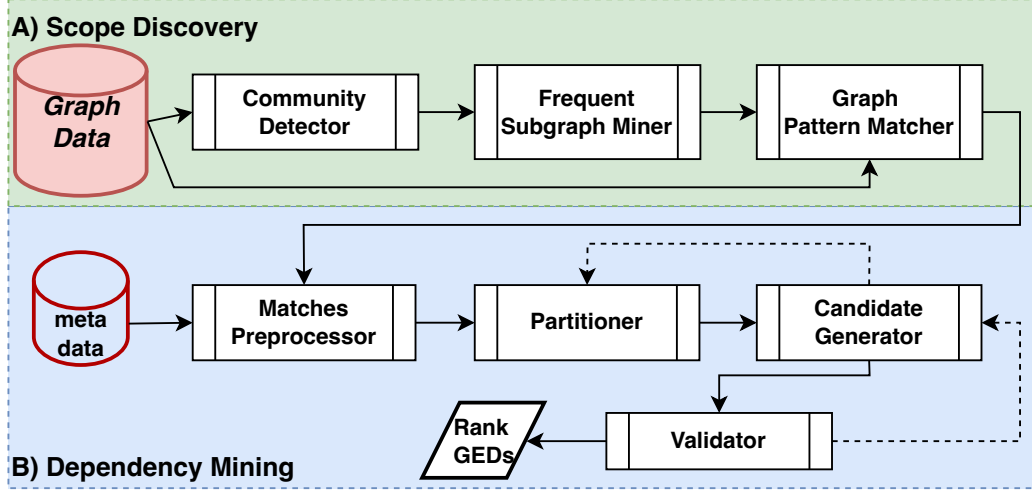 A) Scope Discovery
Graph
Data
Community
Detector
Frequent
Subgraph Miner
Graph
Pattern Matcher
meta
data
Matches
Preprocessor
Partitioner
Candidate
Generator
Rank
GEDs
Validator
B) Dependency Mining